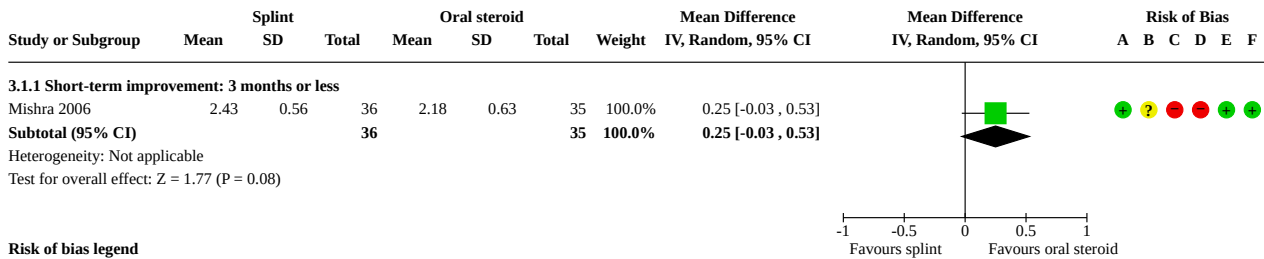 Splint Oral steroid Mean Difference Mean Difference Risk of Bias
Study or Subgroup Mean SD Total Mean SD Total Weight IV, Random, 95% CI IV, Random, 95% CI A B C D E F
3.1.1 Short-term improvement: 3 months or less
Mishra 2006 2.43 0.56 36 2.18 0.63 35 100.0% 0.25 [-0.03 , 0.53] + ? − − + +
Subtotal (95% CI) 36 35 100.0% 0.25 [-0.03 , 0.53]
Heterogeneity: Not applicable
Test for overall effect: Z = 1.77 (P = 0.08)
-1 -0.5 0 0.5 1
Risk of bias legend Favours splint Favours oral steroid